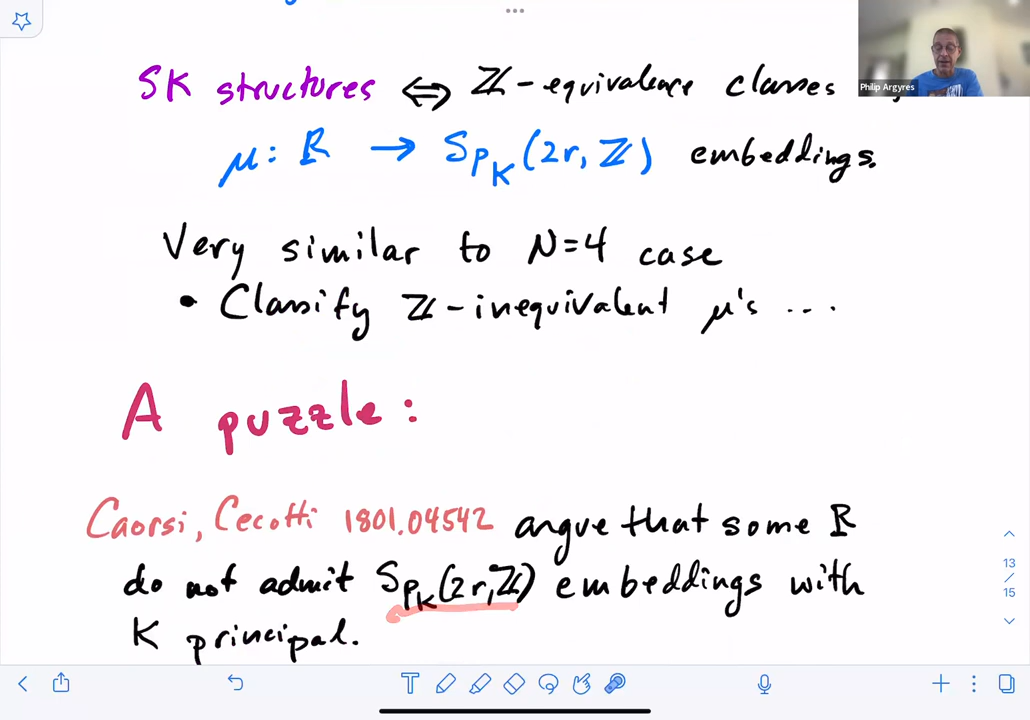 SK structures ⟺ ℤ-equivalence classes
μ: R → Sp_K(2r, ℤ) embeddings.
Very similar to N=4 case
• Classify ℤ-inequivalent μ's ...
A puzzle:
Caorsi, Cecotti 1801.04542 argue that some R
do not admit Sp_K(2r, ℤ) embeddings with
K principal.
Philip Argyres
13
/
15
T